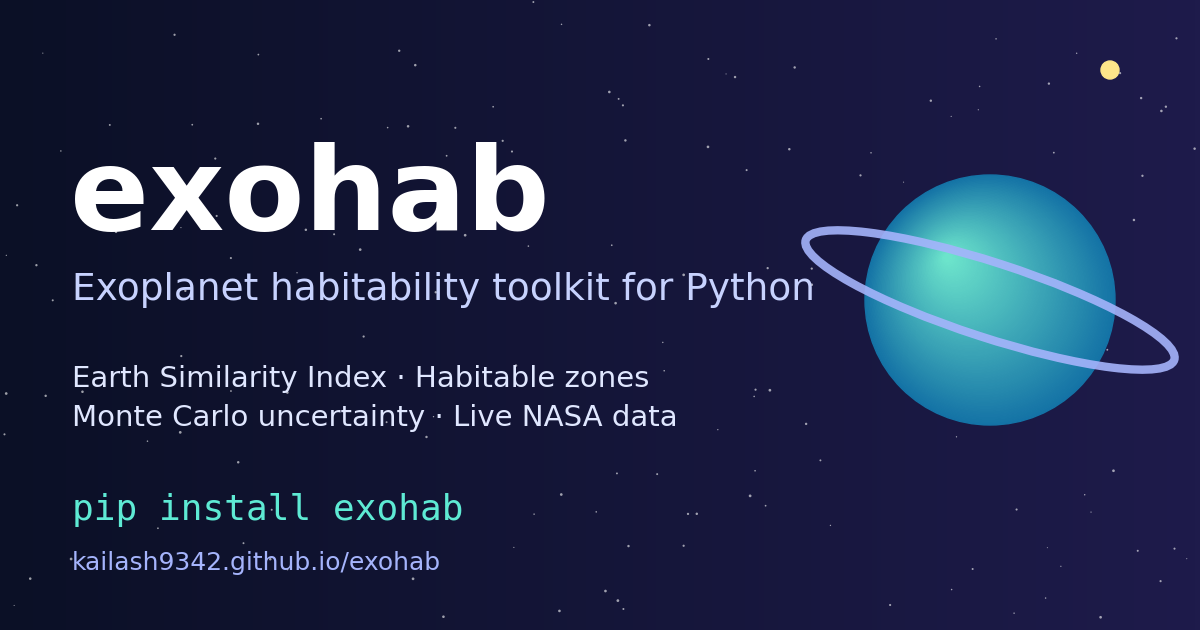 exohab
Exoplanet habitability toolkit for Python
Earth Similarity Index · Habitable zones
Monte Carlo uncertainty · Live NASA data
pip install exohab
kailash9342.github.io/exohab